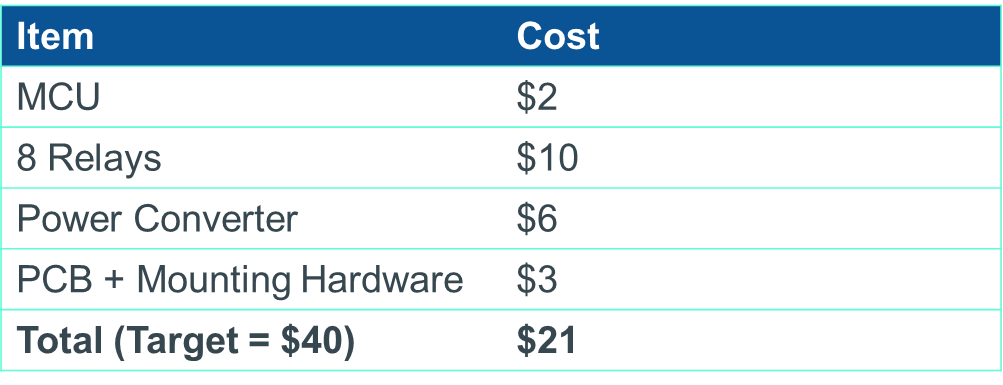 Item Cost
MCU $2
8 Relays $10
Power Converter $6
PCB + Mounting Hardware $3
Total (Target = $40) $21